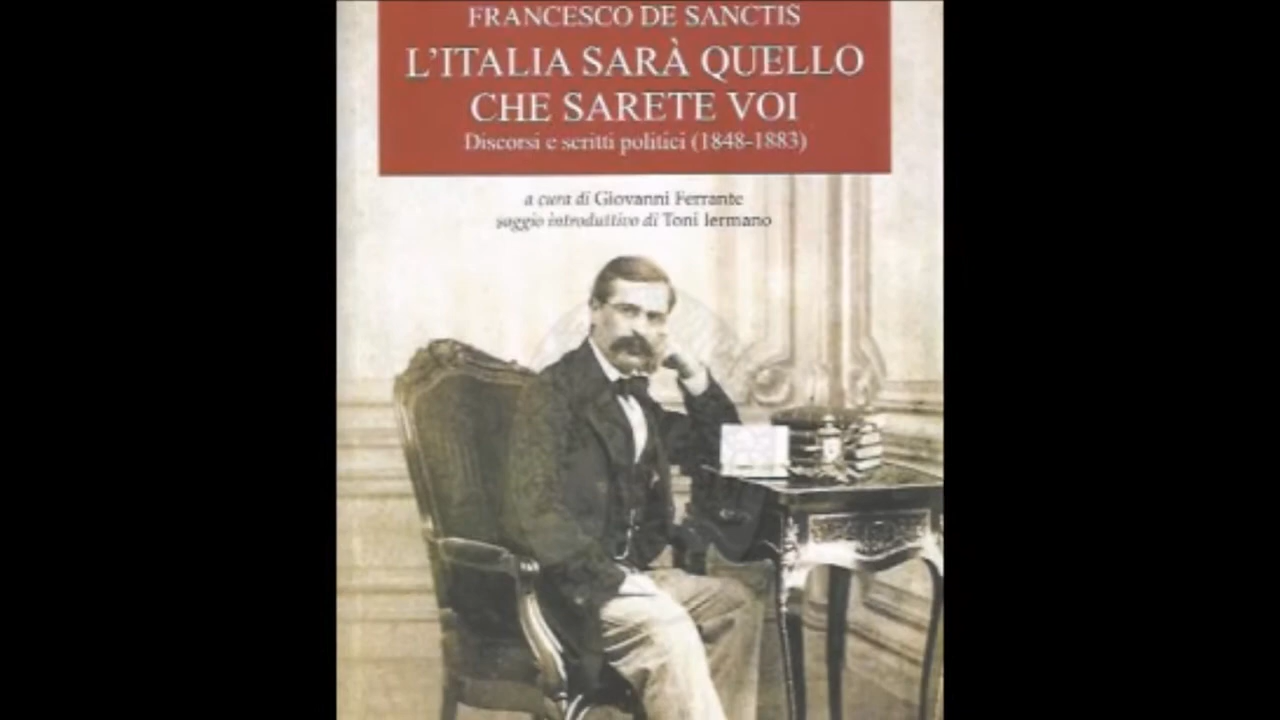 FRANCESCO DE SANCTIS
L'ITALIA SARÀ QUELLO
CHE SARETE VOI
Discorsi e scritti politici (1848-1883)
a cura di Giovanni Ferrante
saggio introduttivo di Toni Iermano